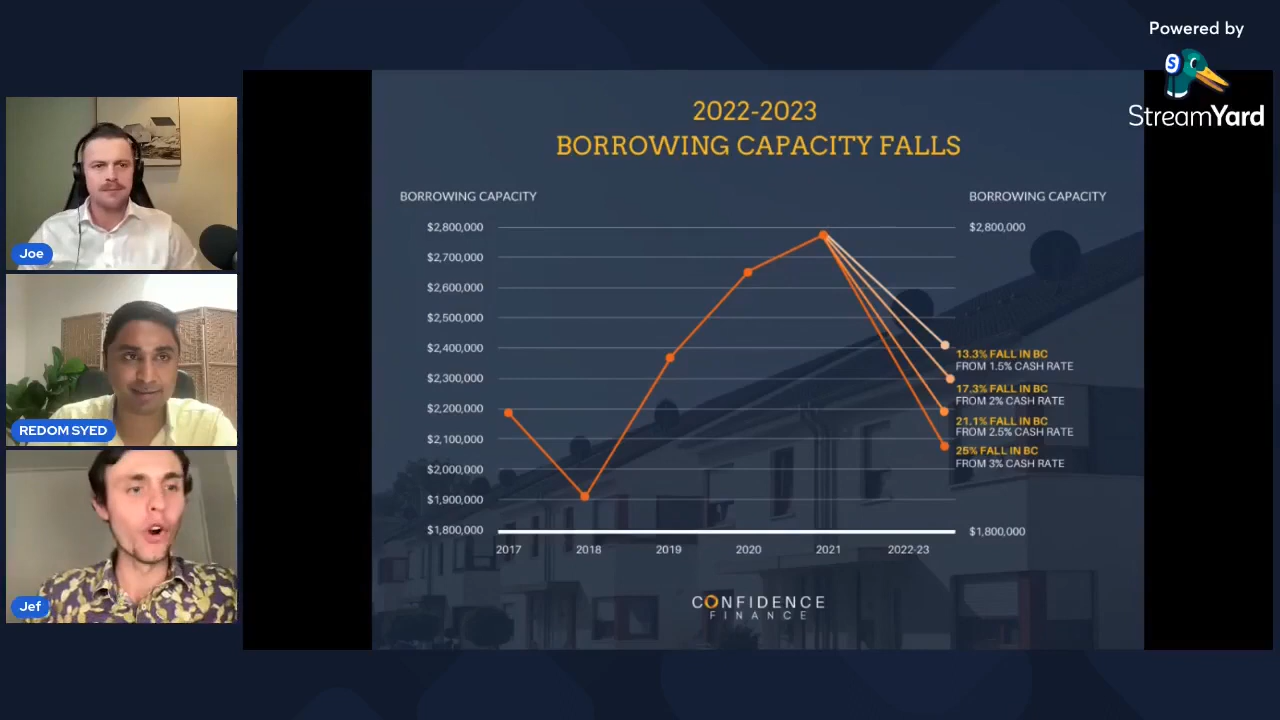 Powered by
StreamYard
Joe
REDOM SYED
Jef
2022-2023
BORROWING CAPACITY FALLS
BORROWING CAPACITY
$2,800,000
$2,700,000
$2,600,000
$2,500,000
$2,400,000
$2,300,000
$2,200,000
$2,100,000
$2,000,000
$1,900,000
$1,800,000
2017 2018 2019 2020 2021 2022-23
BORROWING CAPACITY
$2,800,000
13.3% FALL IN BC
FROM 1.5% CASH RATE
17.3% FALL IN BC
FROM 2% CASH RATE
21.1% FALL IN BC
FROM 2.5% CASH RATE
25% FALL IN BC
FROM 3% CASH RATE
$1,800,000
CONFIDENCE
FINANCE